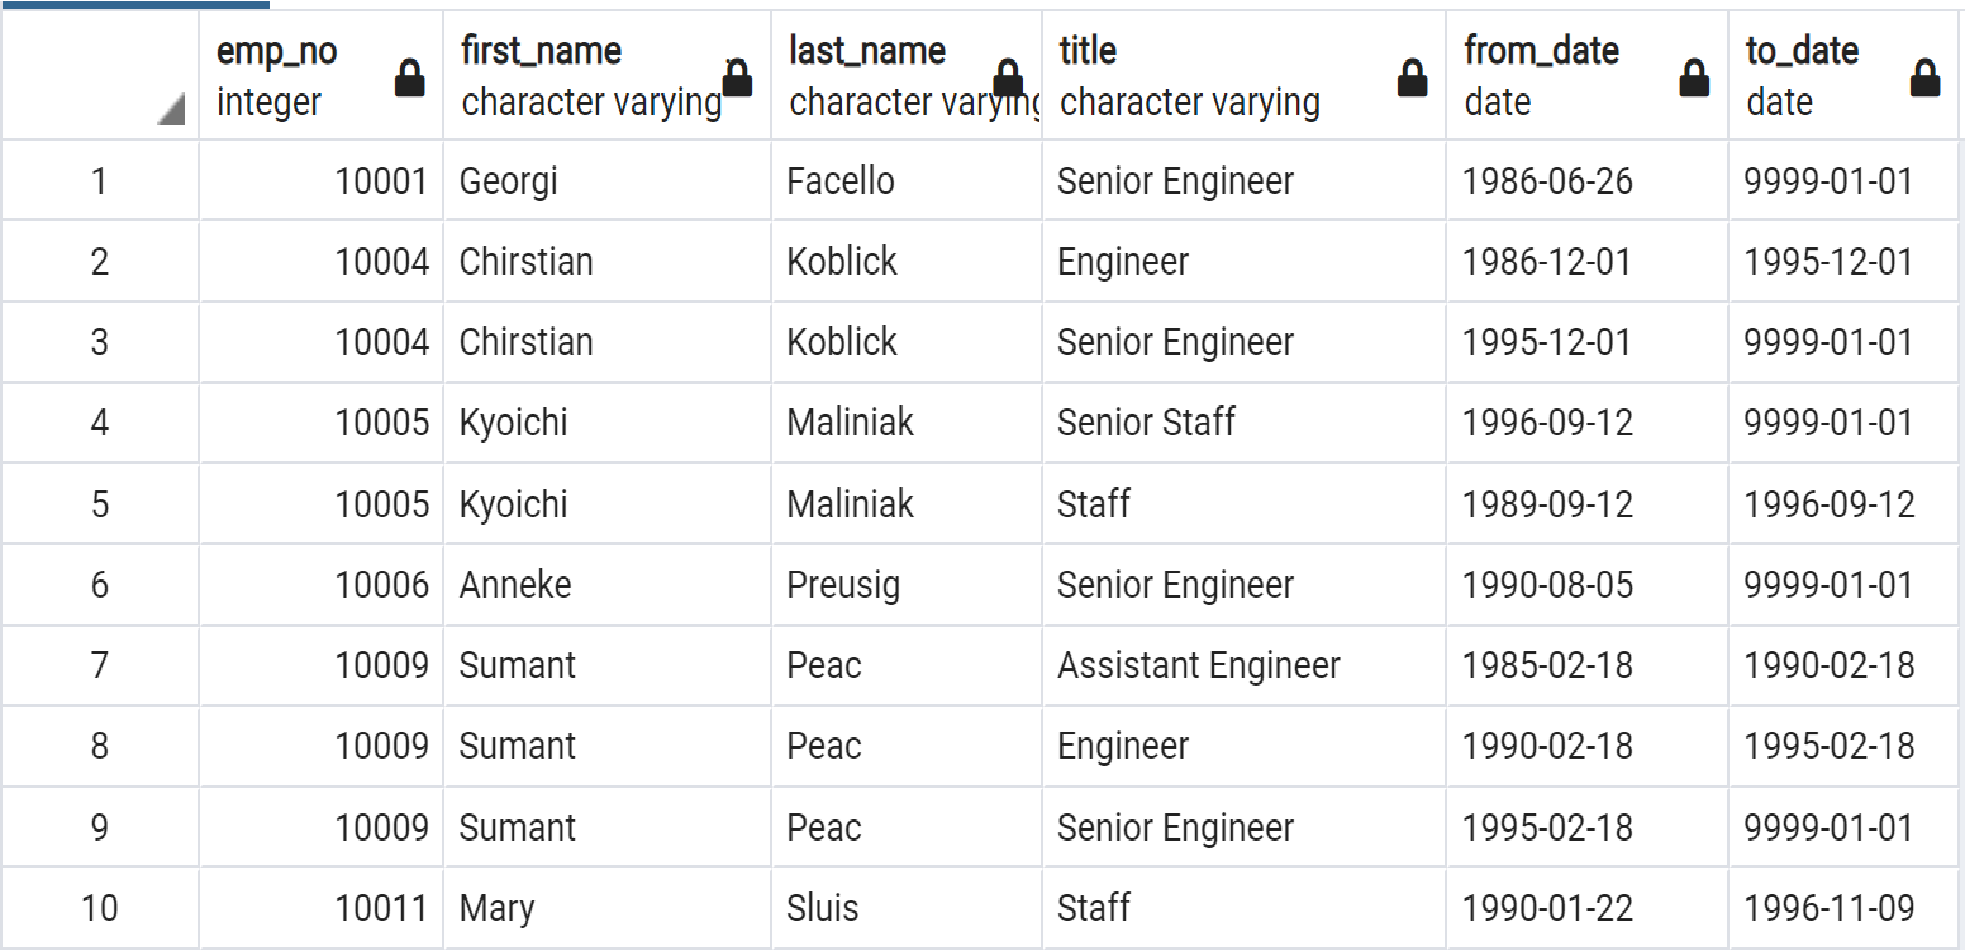 emp_no first_name last_name title from_date to_date
integer character varying character varying character varying date date
1 10001 Georgi Facello Senior Engineer 1986-06-26 9999-01-01
2 10004 Chirstian Koblick Engineer 1986-12-01 1995-12-01
3 10004 Chirstian Koblick Senior Engineer 1995-12-01 9999-01-01
4 10005 Kyoichi Maliniak Senior Staff 1996-09-12 9999-01-01
5 10005 Kyoichi Maliniak Staff 1989-09-12 1996-09-12
6 10006 Anneke Preusig Senior Engineer 1990-08-05 9999-01-01
7 10009 Sumant Peac Assistant Engineer 1985-02-18 1990-02-18
8 10009 Sumant Peac Engineer 1990-02-18 1995-02-18
9 10009 Sumant Peac Senior Engineer 1995-02-18 9999-01-01
10 10011 Mary Sluis Staff 1990-01-22 1996-11-09